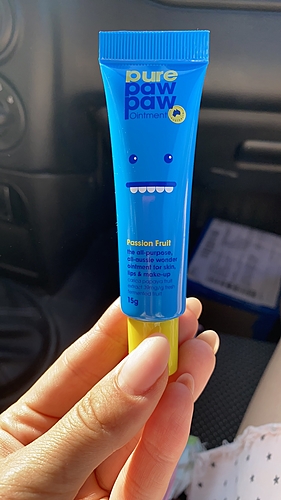 pure
paw
paw
Ointment
Passion Fruit
the all-purpose,
all-aussie wonder
ointment for skin,
lips & make-up
15g